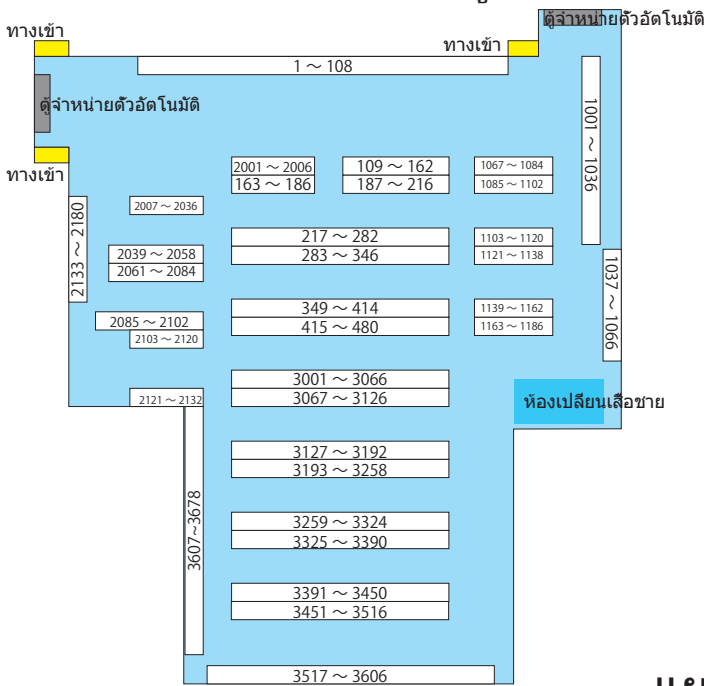 ตู้จำหน่ายตั๋วอัตโนมัติ
ทางเข้า
ทางเข้า
1 ～ 108
ตู้จำหน่ายตั๋วอัตโนมัติ
1001 ～ 1036
ทางเข้า
2001 ～ 2006
109 ～ 162
1067 ～ 1084
163 ～ 186
187 ～ 216
1085 ～ 1102
2133 ～ 2180
2007 ～ 2036
217 ～ 282
1103 ～ 1120
2039 ～ 2058
283 ～ 346
1121 ～ 1138
2061 ～ 2084
1037 ～ 1066
349 ～ 414
1139 ～ 1162
2085 ～ 2102
415 ～ 480
1163 ～ 1186
2103 ～ 2120
3001 ～ 3066
3067 ～ 3126
2121 ～ 2132
ห้องเปลี่ยนเสื้อชาย
3127 ～ 3192
3193 ～ 3258
3607~3678
3259 ～ 3324
3325 ～ 3390
3391 ～ 3450
3451 ～ 3516
3517 ～ 3606